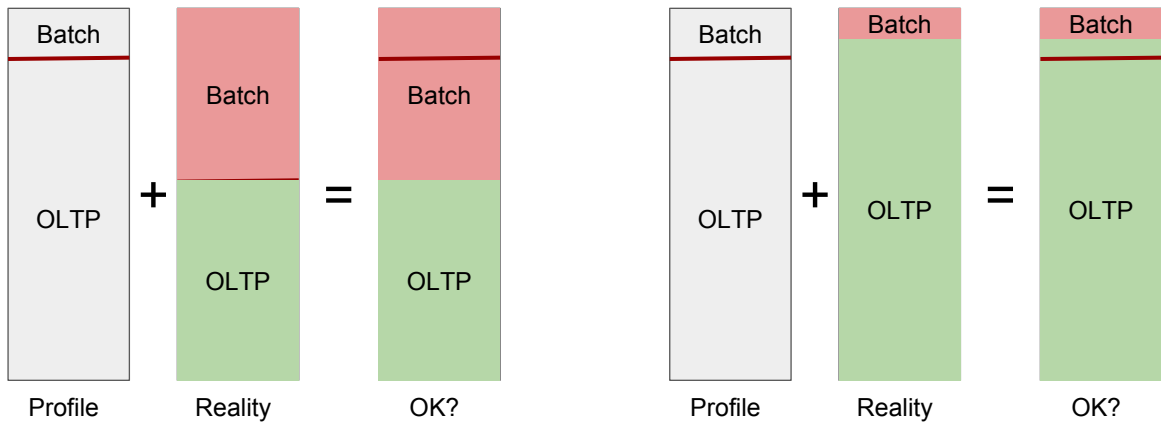 Batch
OLTP
Profile
+
Batch
OLTP
Reality
=
Batch
OLTP
OK?
Batch
OLTP
Profile
+
Batch
OLTP
Reality
=
Batch
OLTP
OK?